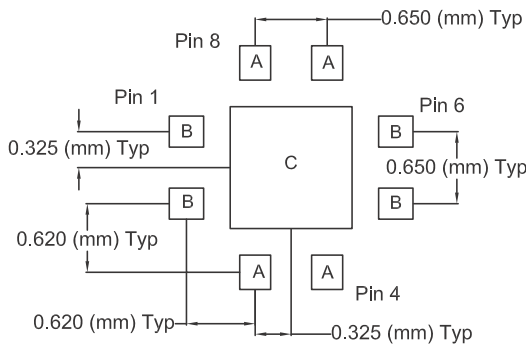 0.650 (mm) Typ
Pin 8
A A
Pin 1
Pin 6
B B
0.325 (mm) Typ
C
0.650 (mm) Typ
B B
0.620 (mm) Typ
A A
Pin 4
0.620 (mm) Typ
0.325 (mm) Typ